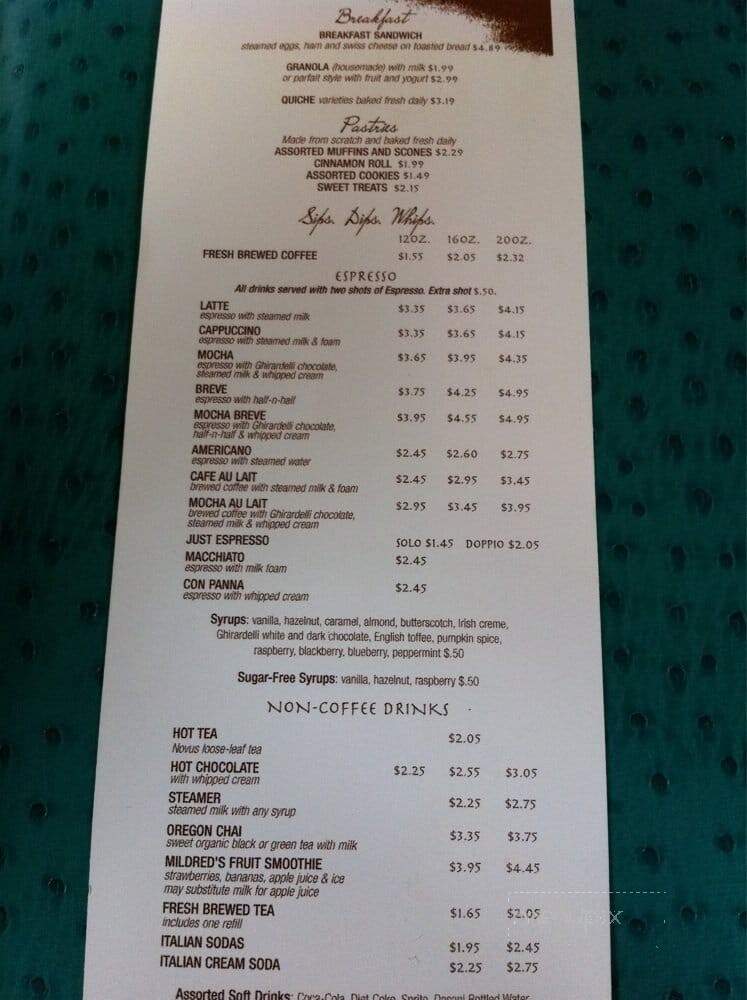 Breakfast
BREAKFAST SANDWICH
steamed eggs, ham and swiss cheese on toasted bread $4.89
GRANOLA (housemade) with milk $1.99
or parfait style with fruit and yogurt $2.99
QUICHE varieties baked fresh daily $3.19
Pastries
Made from scratch and baked fresh daily
ASSORTED MUFFINS AND SCONES $2.29
CINNAMON ROLL $1.99
ASSORTED COOKIES $1.49
SWEET TREATS $2.15
Sips. Dips. Whips.
12OZ. 16OZ. 20OZ.
FRESH BREWED COFFEE $1.55 $2.05 $2.32
ESPRESSO
All drinks served with two shots of Espresso. Extra shot $.50.
LATTE $3.35 $3.65 $4.15
espresso with steamed milk
CAPPUCCINO $3.35 $3.65 $4.15
espresso with steamed milk & foam
MOCHA $3.65 $3.95 $4.35
espresso with Ghirardelli chocolate,
steamed milk & whipped cream
BREVE $3.75 $4.25 $4.95
espresso with half-n-half
MOCHA BREVE $3.95 $4.55 $4.95
espresso with Ghirardelli chocolate,
half-n-half & whipped cream
AMERICANO $2.45 $2.60 $2.75
espresso with steamed water
CAFE AU LAIT $2.45 $2.95 $3.45
brewed coffee with steamed milk & foam
MOCHA AU LAIT $2.95 $3.45 $3.95
brewed coffee with Ghirardelli chocolate,
steamed milk & whipped cream
JUST ESPRESSO SOLO $1.45 DOPPIO $2.05
MACCHIATO $2.45
espresso with milk foam
CON PANNA $2.45
espresso with whipped cream
Syrups: vanilla, hazelnut, caramel, almond, butterscotch, Irish creme,
Ghirardelli white and dark chocolate, English toffee, pumpkin spice,
raspberry, blackberry, blueberry, peppermint $.50
Sugar-Free Syrups: vanilla, hazelnut, raspberry $.50
NON-COFFEE DRINKS
HOT TEA $2.05
Novus loose-leaf tea
HOT CHOCOLATE $2.25 $2.55 $3.05
with whipped cream
STEAMER $2.25 $2.75
steamed milk with any syrup
OREGON CHAI $3.35 $3.75
sweet organic black or green tea with milk
MILDRED'S FRUIT SMOOTHIE $3.95 $4.45
strawberries, bananas, apple juice & ice
may substitute milk for apple juice
FRESH BREWED TEA $1.65 $2.05
includes one refill
ITALIAN SODAS $1.95 $2.45
ITALIAN CREAM SODA $2.25 $2.75
Assorted Soft Drinks: Coca-Cola, Diet Coke, Sprite, Dasani Bottled Water